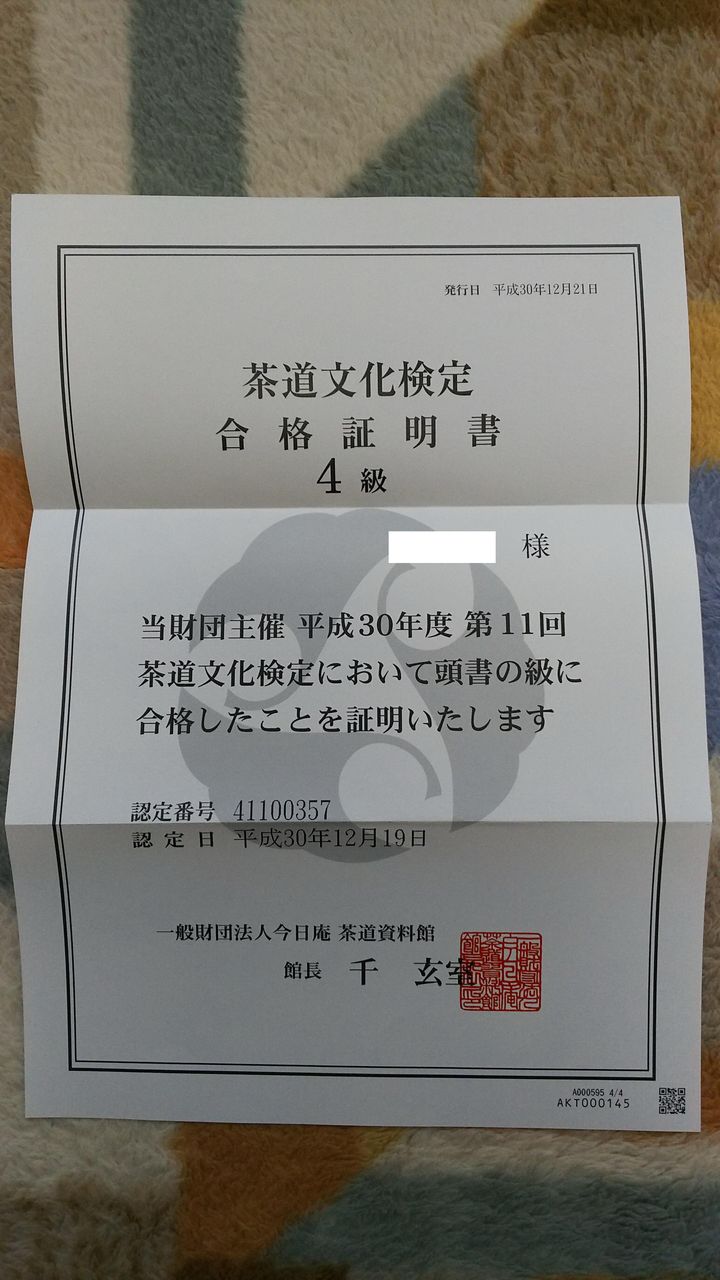 発行日 平成30年12月21日
茶道文化検定
合格証明書
4級
様
当財団主催 平成30年度 第11回
茶道文化検定において頭書の級に
合格したことを証明いたします
認定番号 41100357
認定日 平成30年12月19日
一般財団法人今日庵 茶道資料館
館長 千 玄室
A000595 4/4
AKT000145